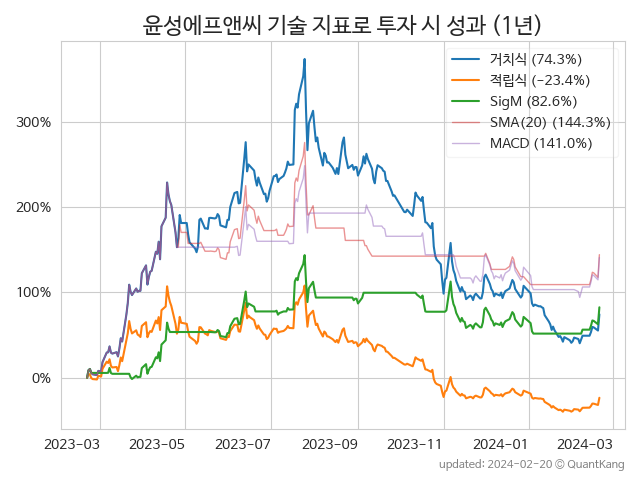 윤성에프앤씨 기술 지표로 투자 시 성과 (1년)
거치식 (74.3%)
적립식 (-23.4%)
SigM (82.6%)
SMA(20) (144.3%)
MACD (141.0%)
300%
200%
100%
0%
2023-03 2023-05 2023-07 2023-09 2023-11 2024-01 2024-03
updated: 2024-02-20 © QuantKang